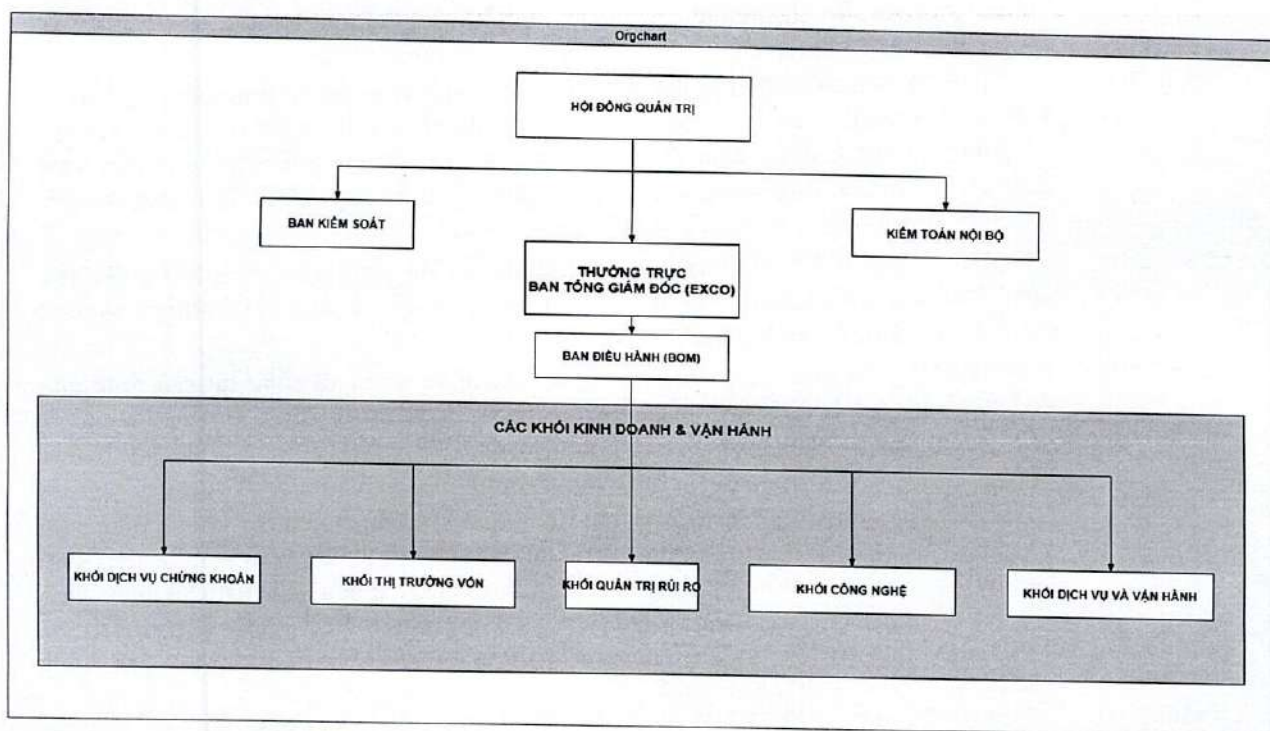 Orgchart
HỘI ĐỒNG QUẢN TRỊ
BAN KIỂM SOÁT
KIỂM TOÁN NỘI BỘ
THƯỜNG TRỰC
BAN TỔNG GIÁM ĐỐC (EXCO)
BAN ĐIỀU HÀNH (BOM)
CÁC KHỐI KINH DOANH & VẬN HÀNH
KHỐI DỊCH VỤ CHỨNG KHOÁN
KHỐI THỊ TRƯỜNG VỐN
KHỐI QUẢN TRỊ RỦI RO
KHỐI CÔNG NGHỆ
KHỐI DỊCH VỤ VÀ VẬN HÀNH